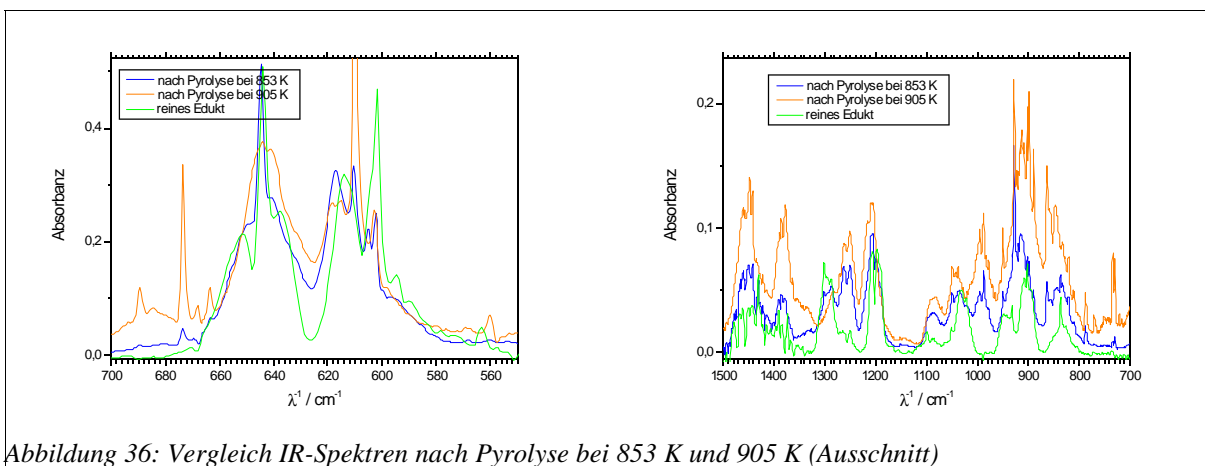 nach Pyrolyse bei 853 K
nach Pyrolyse bei 905 K
reines Edukt
0,4
0,2
0,0
Absorbanz
700 680 660 640 620 600 580 560
λ⁻¹ / cm⁻¹
nach Pyrolyse bei 853 K
nach Pyrolyse bei 905 K
reines Edukt
0,2
0,1
0,0
Absorbanz
1500 1400 1300 1200 1100 1000 900 800 700
λ⁻¹ / cm⁻¹
Abbildung 36: Vergleich IR-Spektren nach Pyrolyse bei 853 K und 905 K (Ausschnitt)